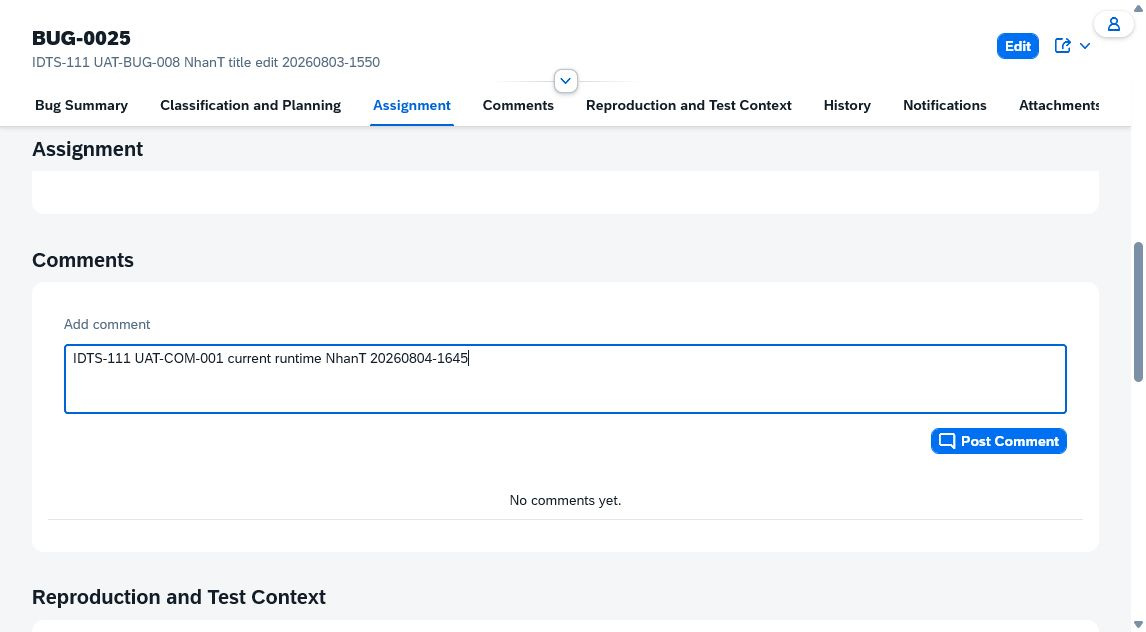 BUG-0025
IDTS-111 UAT-BUG-008 NhanT title edit 20260803-1550
Edit
Bug Summary
Classification and Planning
Assignment
Comments
Reproduction and Test Context
History
Notifications
Attachments
Assignment
Comments
Add comment
IDTS-111 UAT-COM-001 current runtime NhanT 20260804-1645
Post Comment
No comments yet.
Reproduction and Test Context